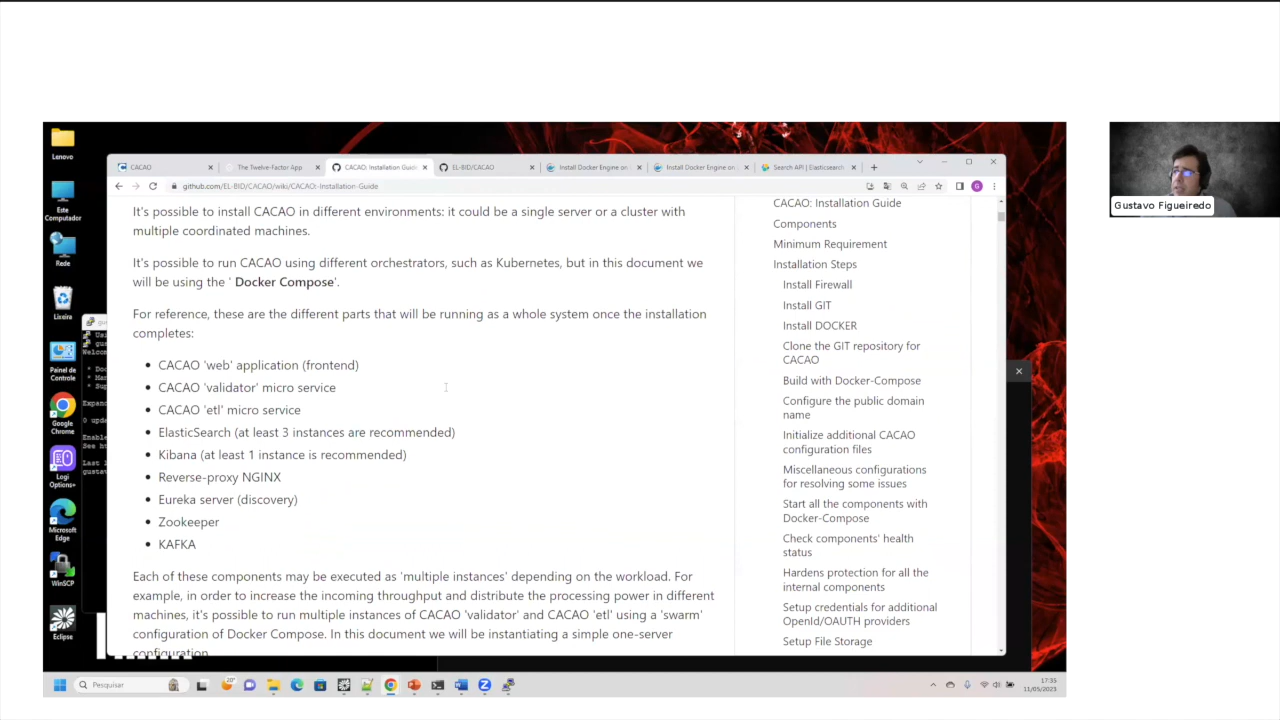 Lenovo
Este
Computador
Rede
Lixeira
Painel de
Controle
Google
Chrome
Logi
Options+
Microsoft
Edge
WinSCP
Eclipse
CACAO
The Twelve-Factor App
CACAO: Installation Guide
EL-BID/CACAO
Install Docker Engine on
Install Docker Engine on
Search API | Elasticsearch
github.com/EL-BID/CACAO/wiki/CACAO:-Installation-Guide
G
It's possible to install CACAO in different environments: it could be a single server or a cluster with
multiple coordinated machines.
It's possible to run CACAO using different orchestrators, such as Kubernetes, but in this document we
will be using the ' Docker Compose'.
For reference, these are the different parts that will be running as a whole system once the installation
completes:
CACAO 'web' application (frontend)
CACAO 'validator' micro service
CACAO 'etl' micro service
ElasticSearch (at least 3 instances are recommended)
Kibana (at least 1 instance is recommended)
Reverse-proxy NGINX
Eureka server (discovery)
Zookeeper
KAFKA
Each of these components may be executed as 'multiple instances' depending on the workload. For
example, in order to increase the incoming throughput and distribute the processing power in different
machines, it's possible to run multiple instances of CACAO 'validator' and CACAO 'etl' using a 'swarm'
configuration of Docker Compose. In this document we will be instantiating a simple one-server
configuration.
CACAO: Installation Guide
Components
Minimum Requirement
Installation Steps
Install Firewall
Install GIT
Install DOCKER
Clone the GIT repository for
CACAO
Build with Docker-Compose
Configure the public domain
name
Initialize additional CACAO
configuration files
Miscellaneous configurations
for resolving some issues
Start all the components with
Docker-Compose
Check components' health
status
Hardens protection for all the
internal components
Setup credentials for additional
OpenId/OAUTH providers
Setup File Storage
Pesquisar
20°
17:35
11/05/2023
Gustavo Figueiredo